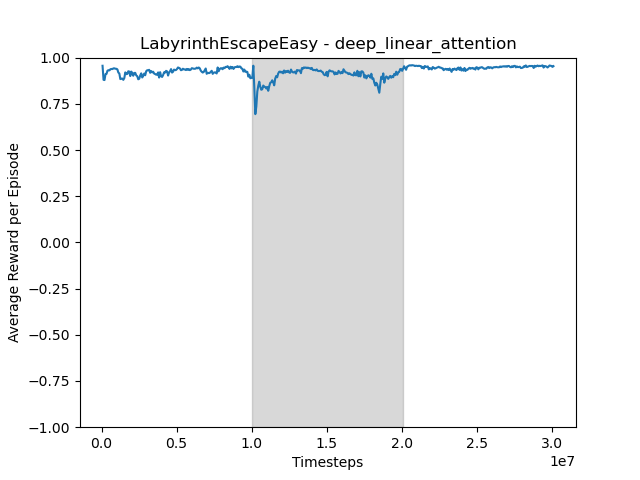 LabyrinthEscapeEasy - deep_linear_attention
Average Reward per Episode
1.00
0.75
0.50
0.25
0.00
−0.25
−0.50
−0.75
−1.00
0.0 0.5 1.0 1.5 2.0 2.5 3.0
1e7
Timesteps